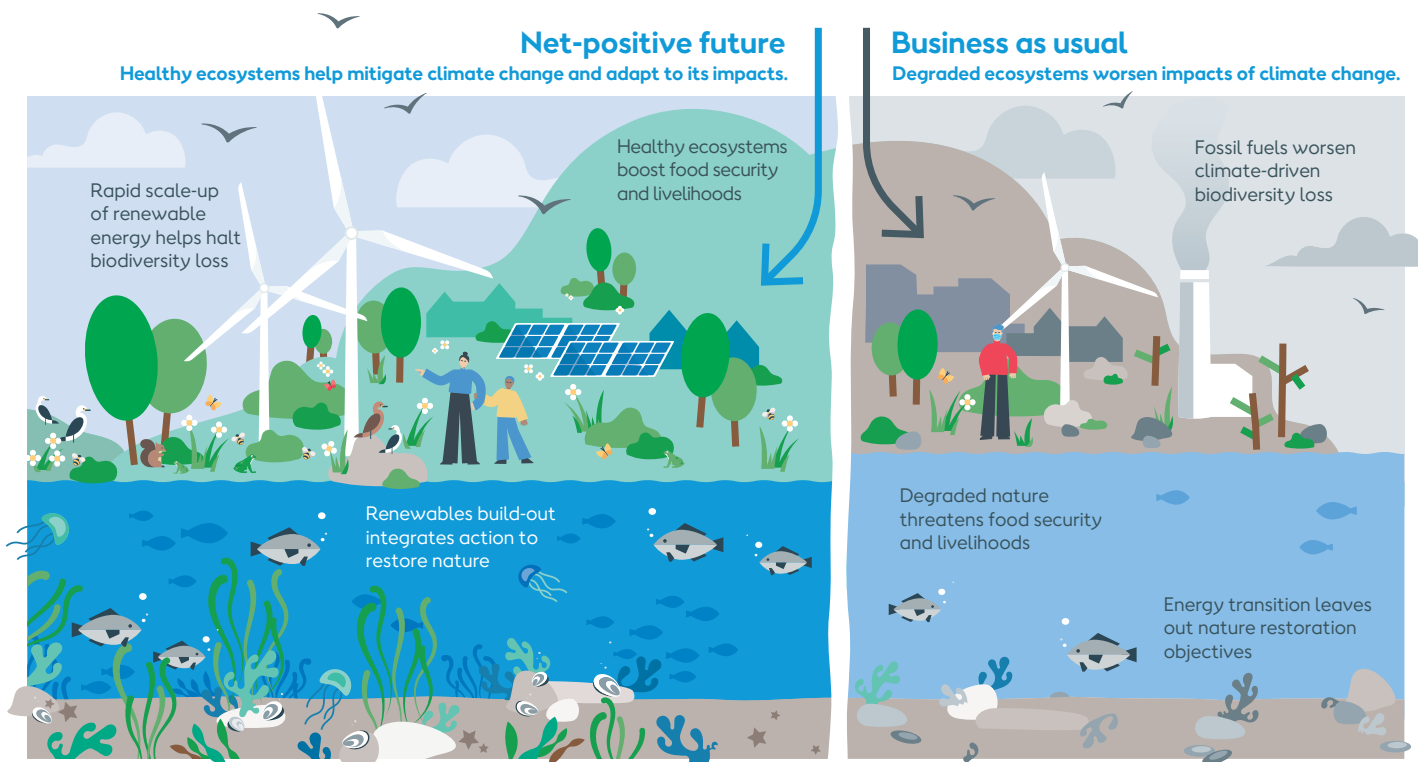 Net-positive future
Healthy ecosystems help mitigate climate change and adapt to its impacts.
Rapid scale-up
of renewable
energy helps halt
biodiversity loss
Healthy ecosystems
boost food security
and livelihoods
Renewables build-out
integrates action to
restore nature
Business as usual
Degraded ecosystems worsen impacts of climate change.
Fossil fuels worsen
climate-driven
biodiversity loss
Degraded nature
threatens food security
and livelihoods
Energy transition leaves
out nature restoration
objectives